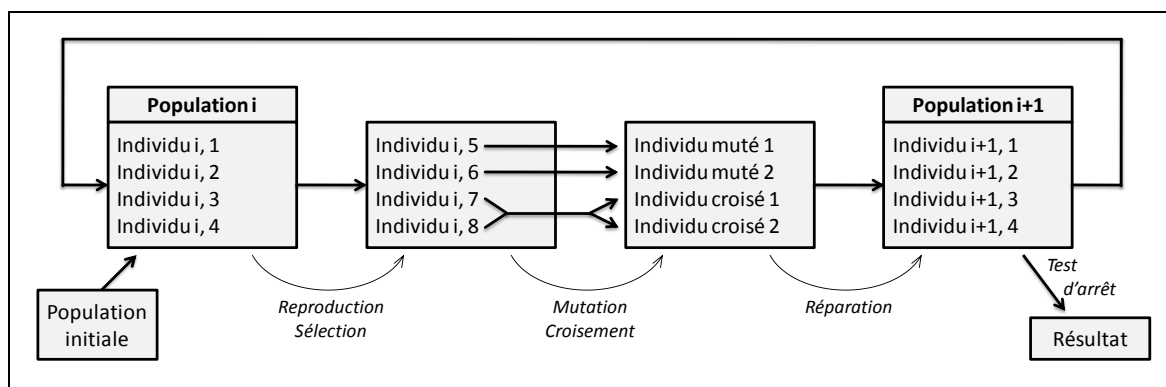 Population i
Individu i, 1
Individu i, 2
Individu i, 3
Individu i, 4
Individu i, 5
Individu i, 6
Individu i, 7
Individu i, 8
Individu muté 1
Individu muté 2
Individu croisé 1
Individu croisé 2
Population i+1
Individu i+1, 1
Individu i+1, 2
Individu i+1, 3
Individu i+1, 4
Population
initiale
Reproduction
Sélection
Mutation
Croisement
Réparation
Test
d'arrêt
Résultat